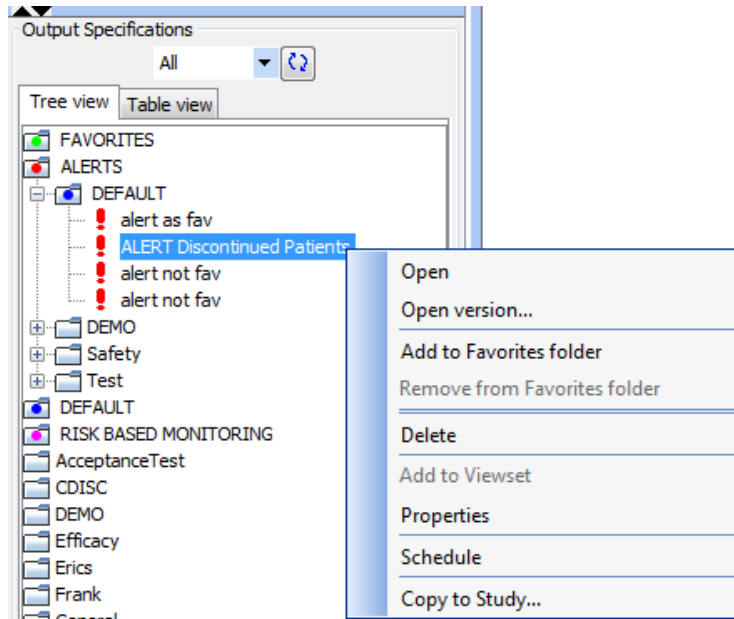 Output Specifications
All
Tree view
Table view
FAVORITES
ALERTS
DEFAULT
alert as fav
ALERT Discontinued Patients
alert not fav
alert not fav
DEMO
Safety
Test
DEFAULT
RISK BASED MONITORING
AcceptanceTest
CDISC
DEMO
Efficacy
Erics
Frank
Open
Open version...
Add to Favorites folder
Remove from Favorites folder
Delete
Add to Viewset
Properties
Schedule
Copy to Study...